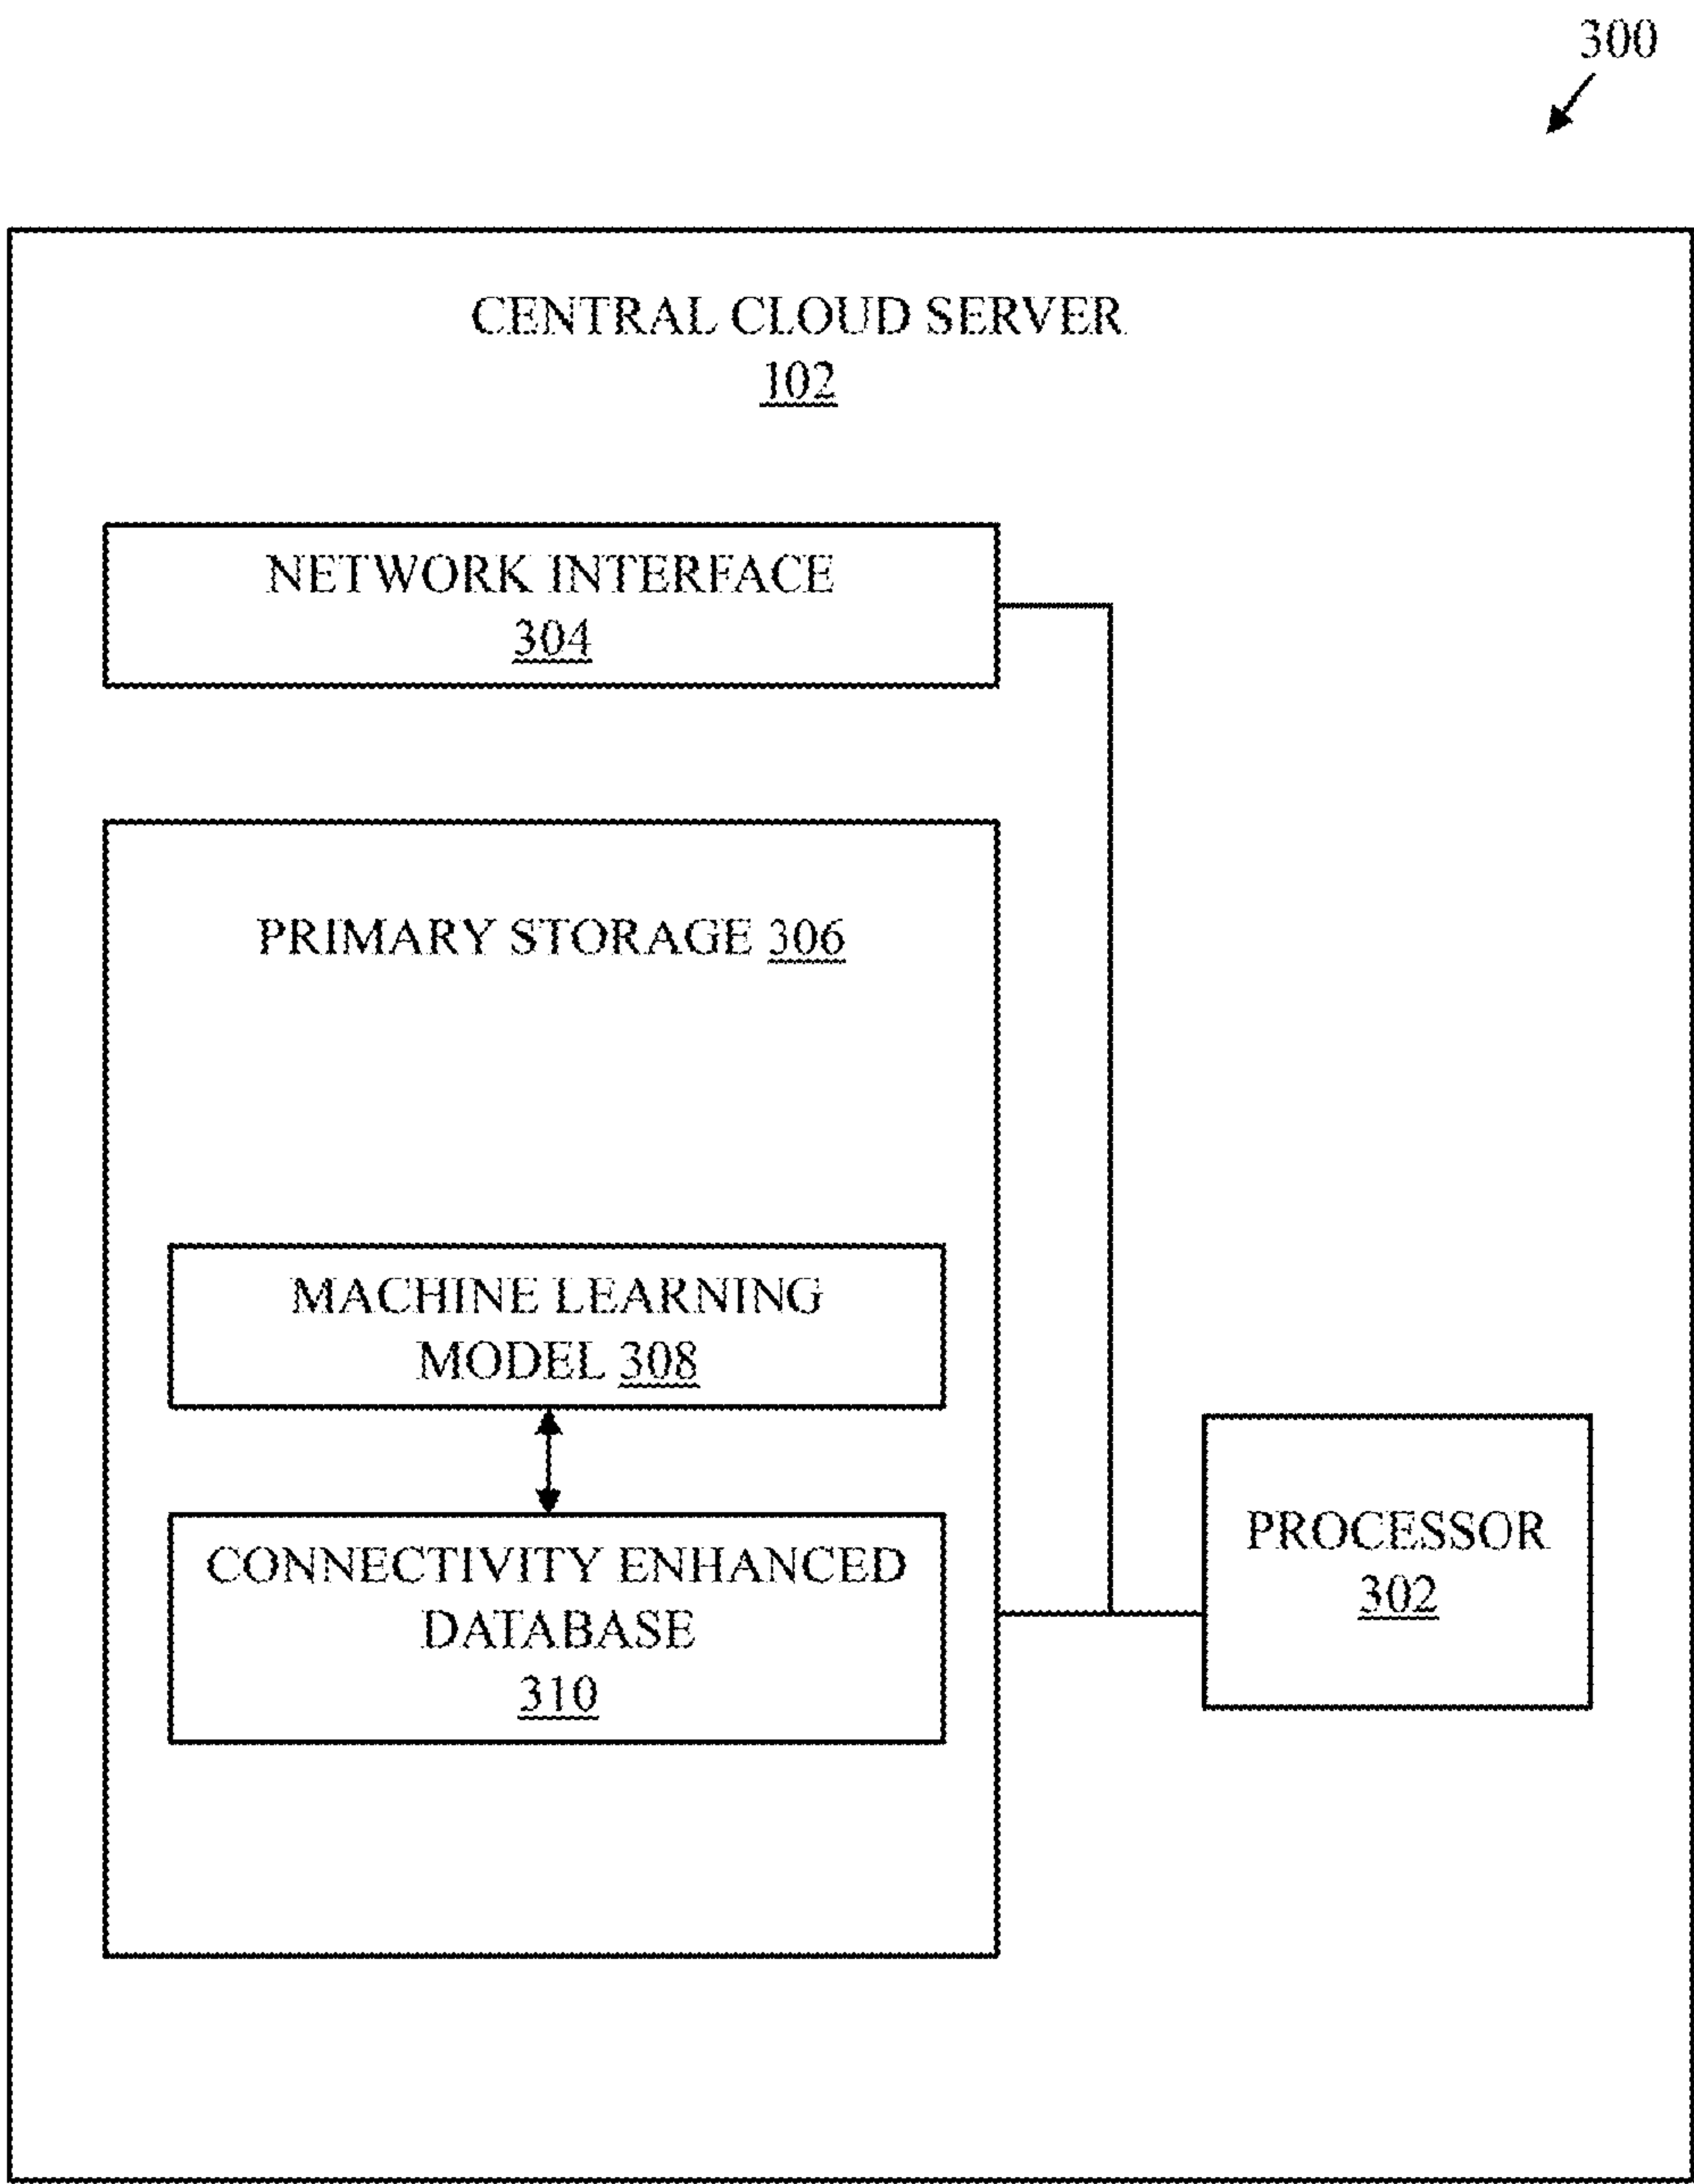 300
CENTRAL CLOUD SERVER
102
NETWORK INTERFACE
304
PRIMARY STORAGE 306
MACHINE LEARNING
MODEL 308
CONNECTIVITY ENHANCED
DATABASE
310
PROCESSOR
302